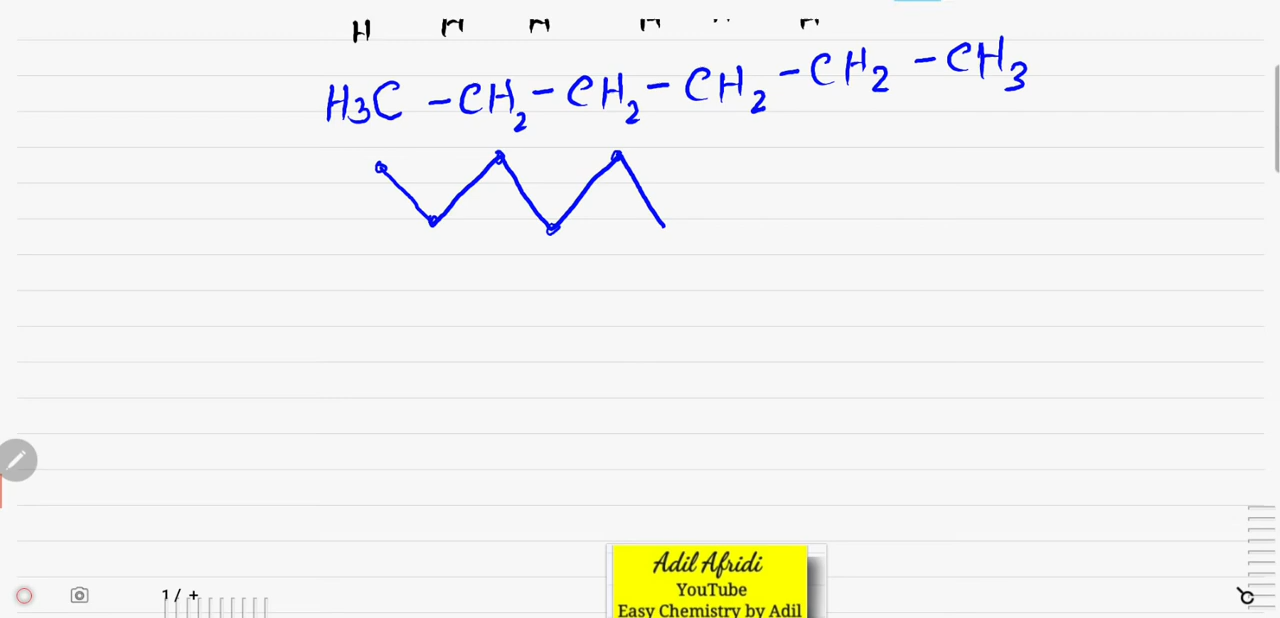 H H H H H
H3C - CH2 - CH2 - CH2 - CH2 - CH3
1 / +
Adil Afridi
YouTube
Easy Chemistry by Adil